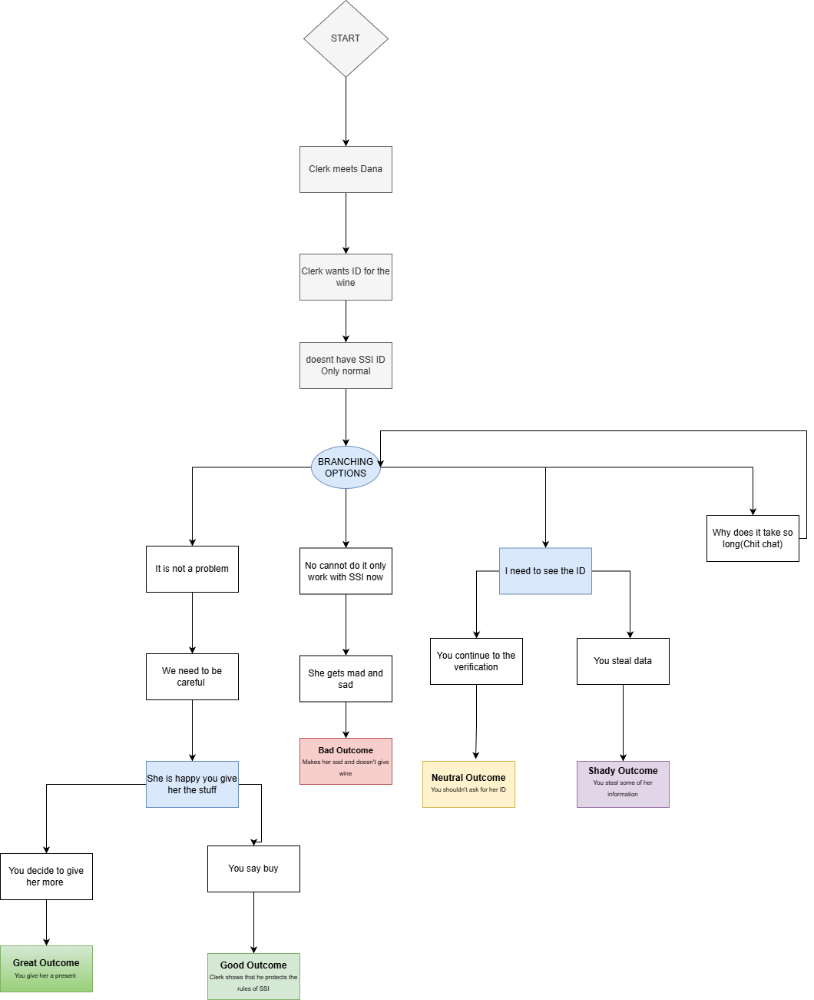 START
Clerk meets Dana
Clerk wants ID for the
wine
doesnt have SSI ID
Only normal
BRANCHING
OPTIONS
Why does it take so
long(Chit chat)
It is not a problem
No cannot do it only
work with SSI now
I need to see the ID
We need to be
careful
She gets mad and
sad
You continue to the
verification
You steal data
Bad Outcome
Makes her sad and doesn't give
wine
She is happy you give
her the stuff
Neutral Outcome
You shouldn't ask for her ID
Shady Outcome
You steal some of her
information
You decide to give
her more
You say buy
Great Outcome
You give her a present
Good Outcome
Clerk shows that he protects the
rules of SSI